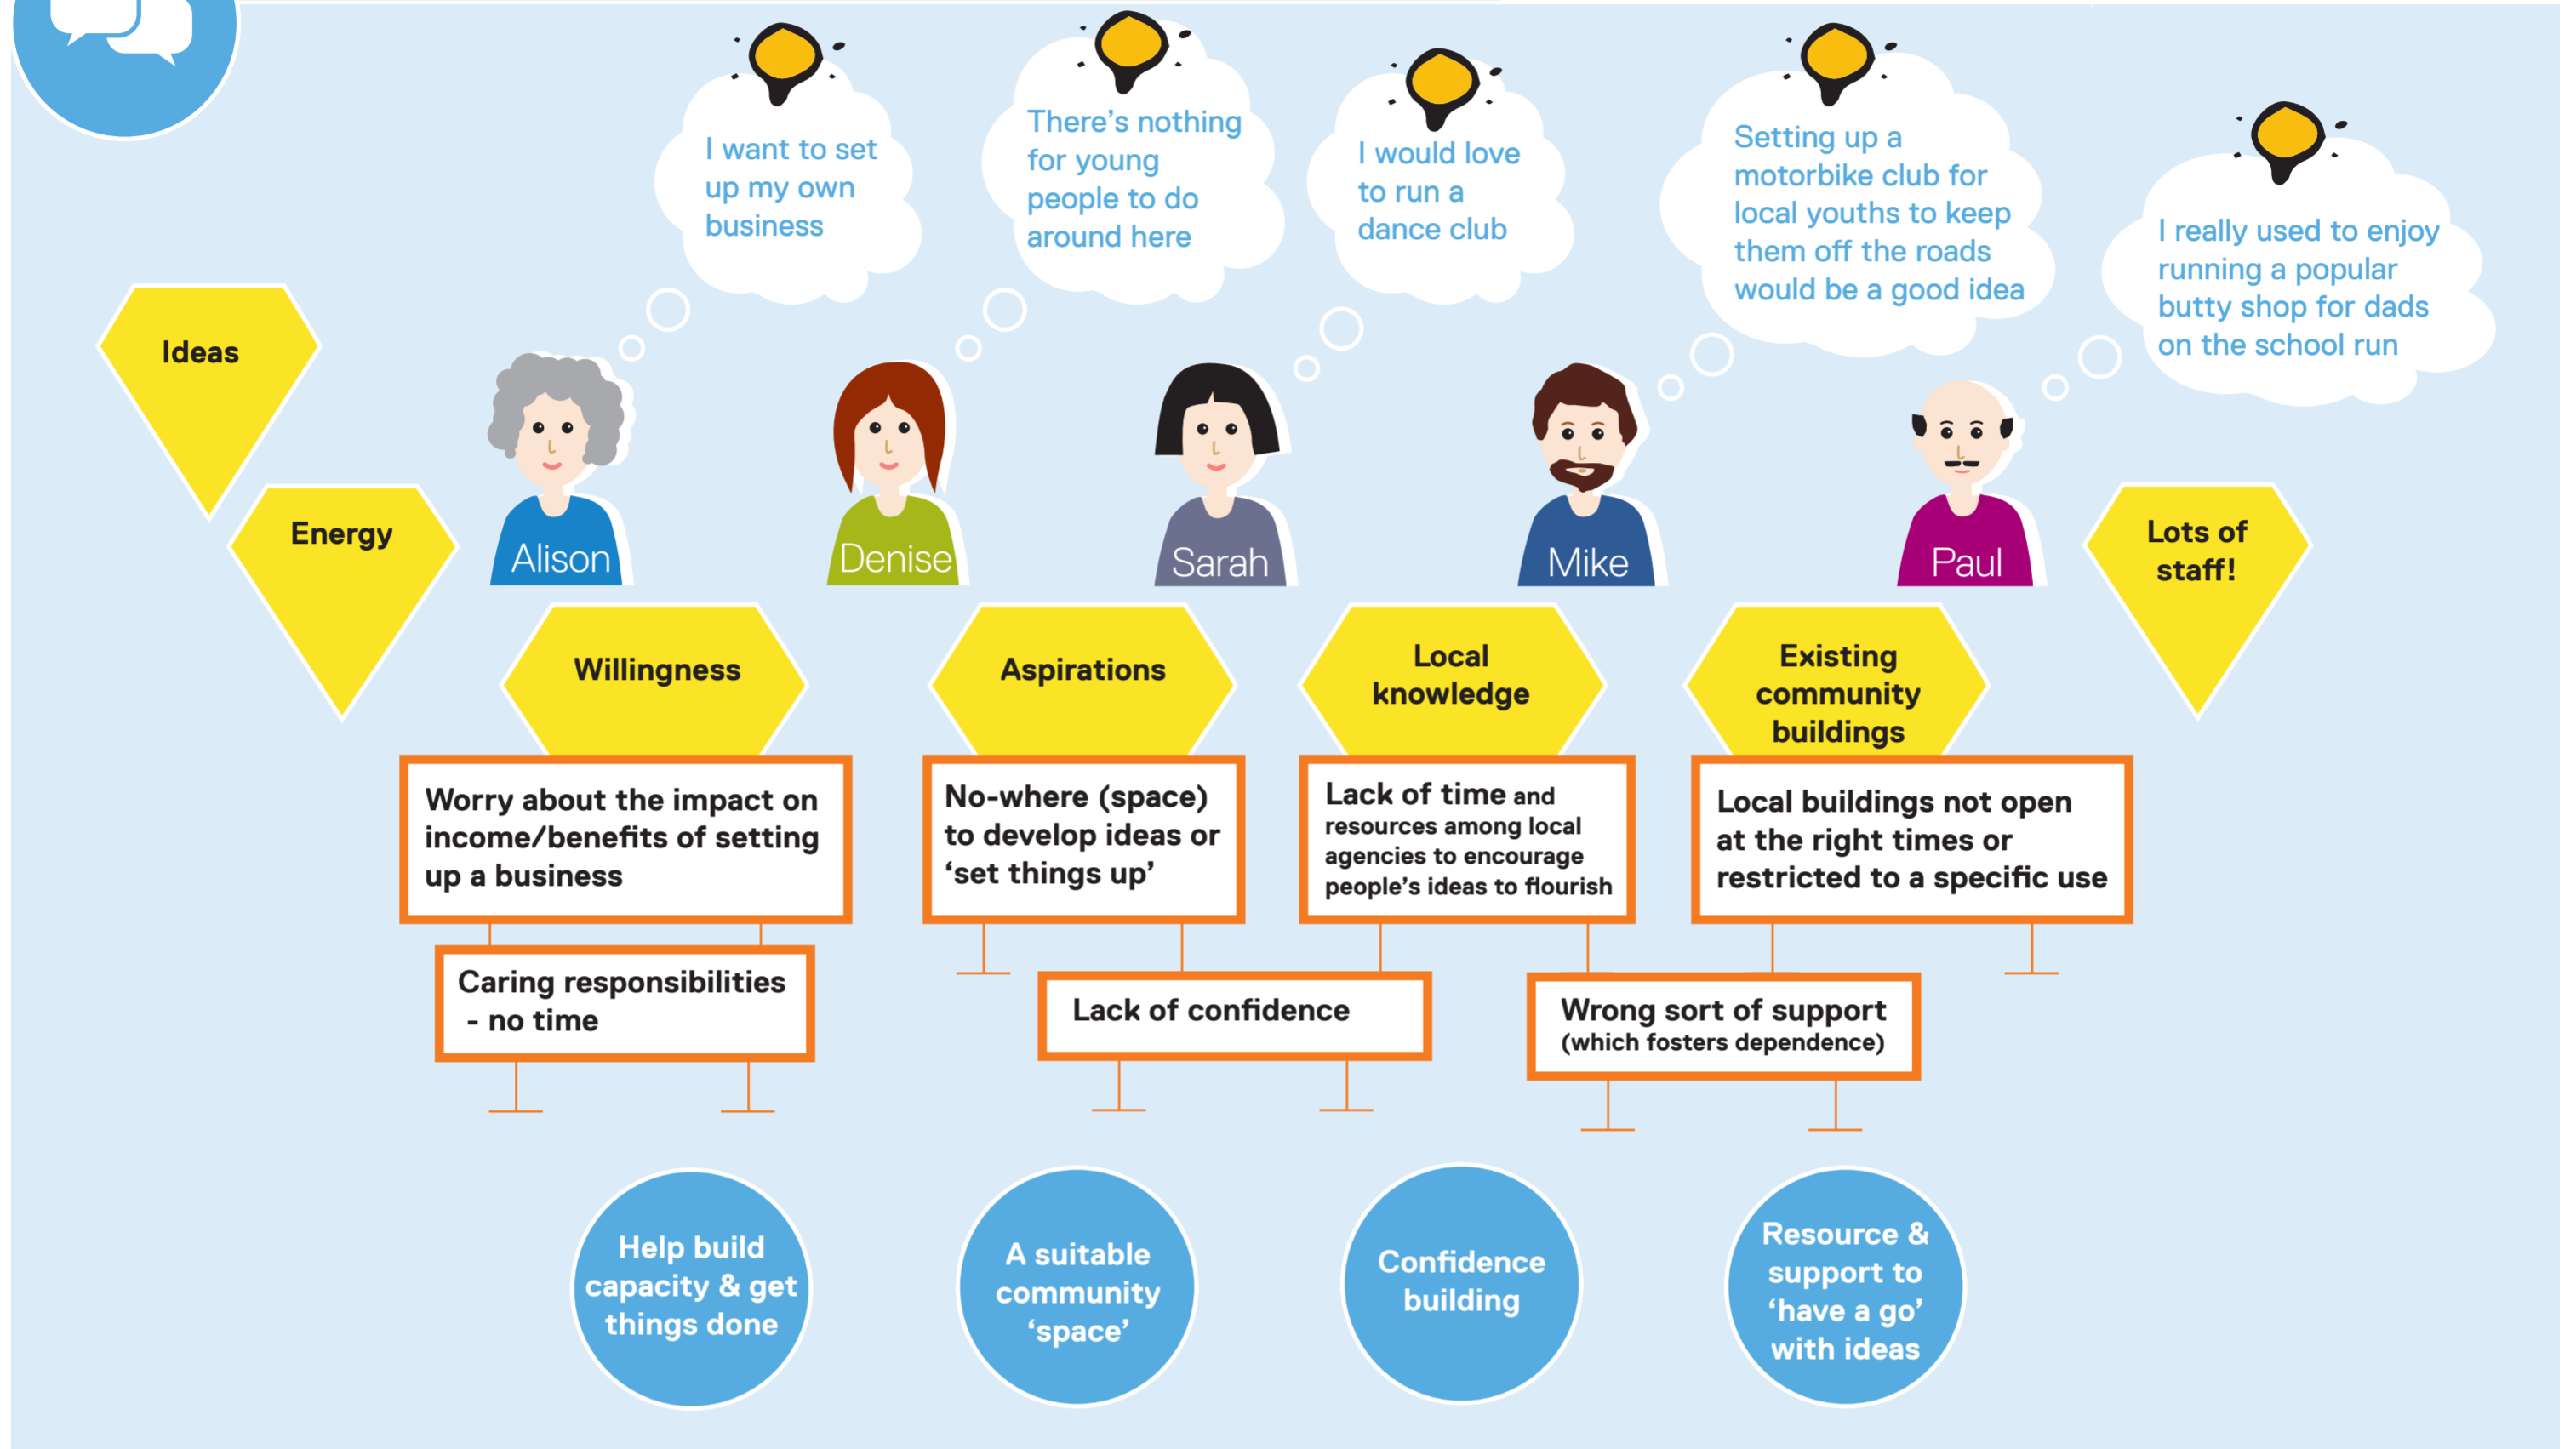 I want to set
up my own
business
There's nothing
for young
people to do
around here
I would love
to run a
dance club
Setting up a
motorbike club for
local youths to keep
them off the roads
would be a good idea
I really used to enjoy
running a popular
butty shop for dads
on the school run
Ideas
Energy
Alison
Denise
Sarah
Mike
Paul
Lots of
staff!
Willingness
Aspirations
Local
knowledge
Existing
community
buildings
Worry about the impact on
income/benefits of setting
up a business
No-where (space)
to develop ideas or
‘set things up’
Lack of time and
resources among local
agencies to encourage
people’s ideas to flourish
Local buildings not open
at the right times or
restricted to a specific use
Caring responsibilities
- no time
Lack of confidence
Wrong sort of support
(which fosters dependence)
Help build
capacity & get
things done
A suitable
community
‘space’
Confidence
building
Resource &
support to
‘have a go’
with ideas